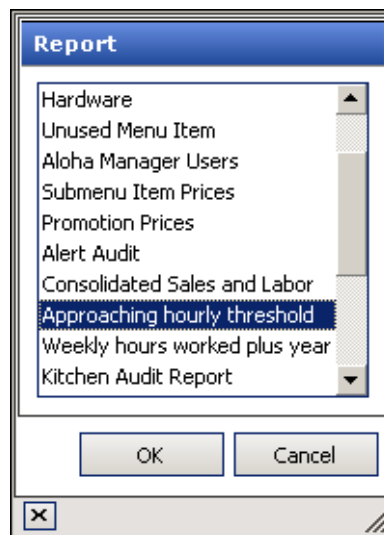 Report
Hardware
Unused Menu Item
Aloha Manager Users
Submenu Item Prices
Promotion Prices
Alert Audit
Consolidated Sales and Labor
Approaching hourly threshold
Weekly hours worked plus year
Kitchen Audit Report
OK Cancel